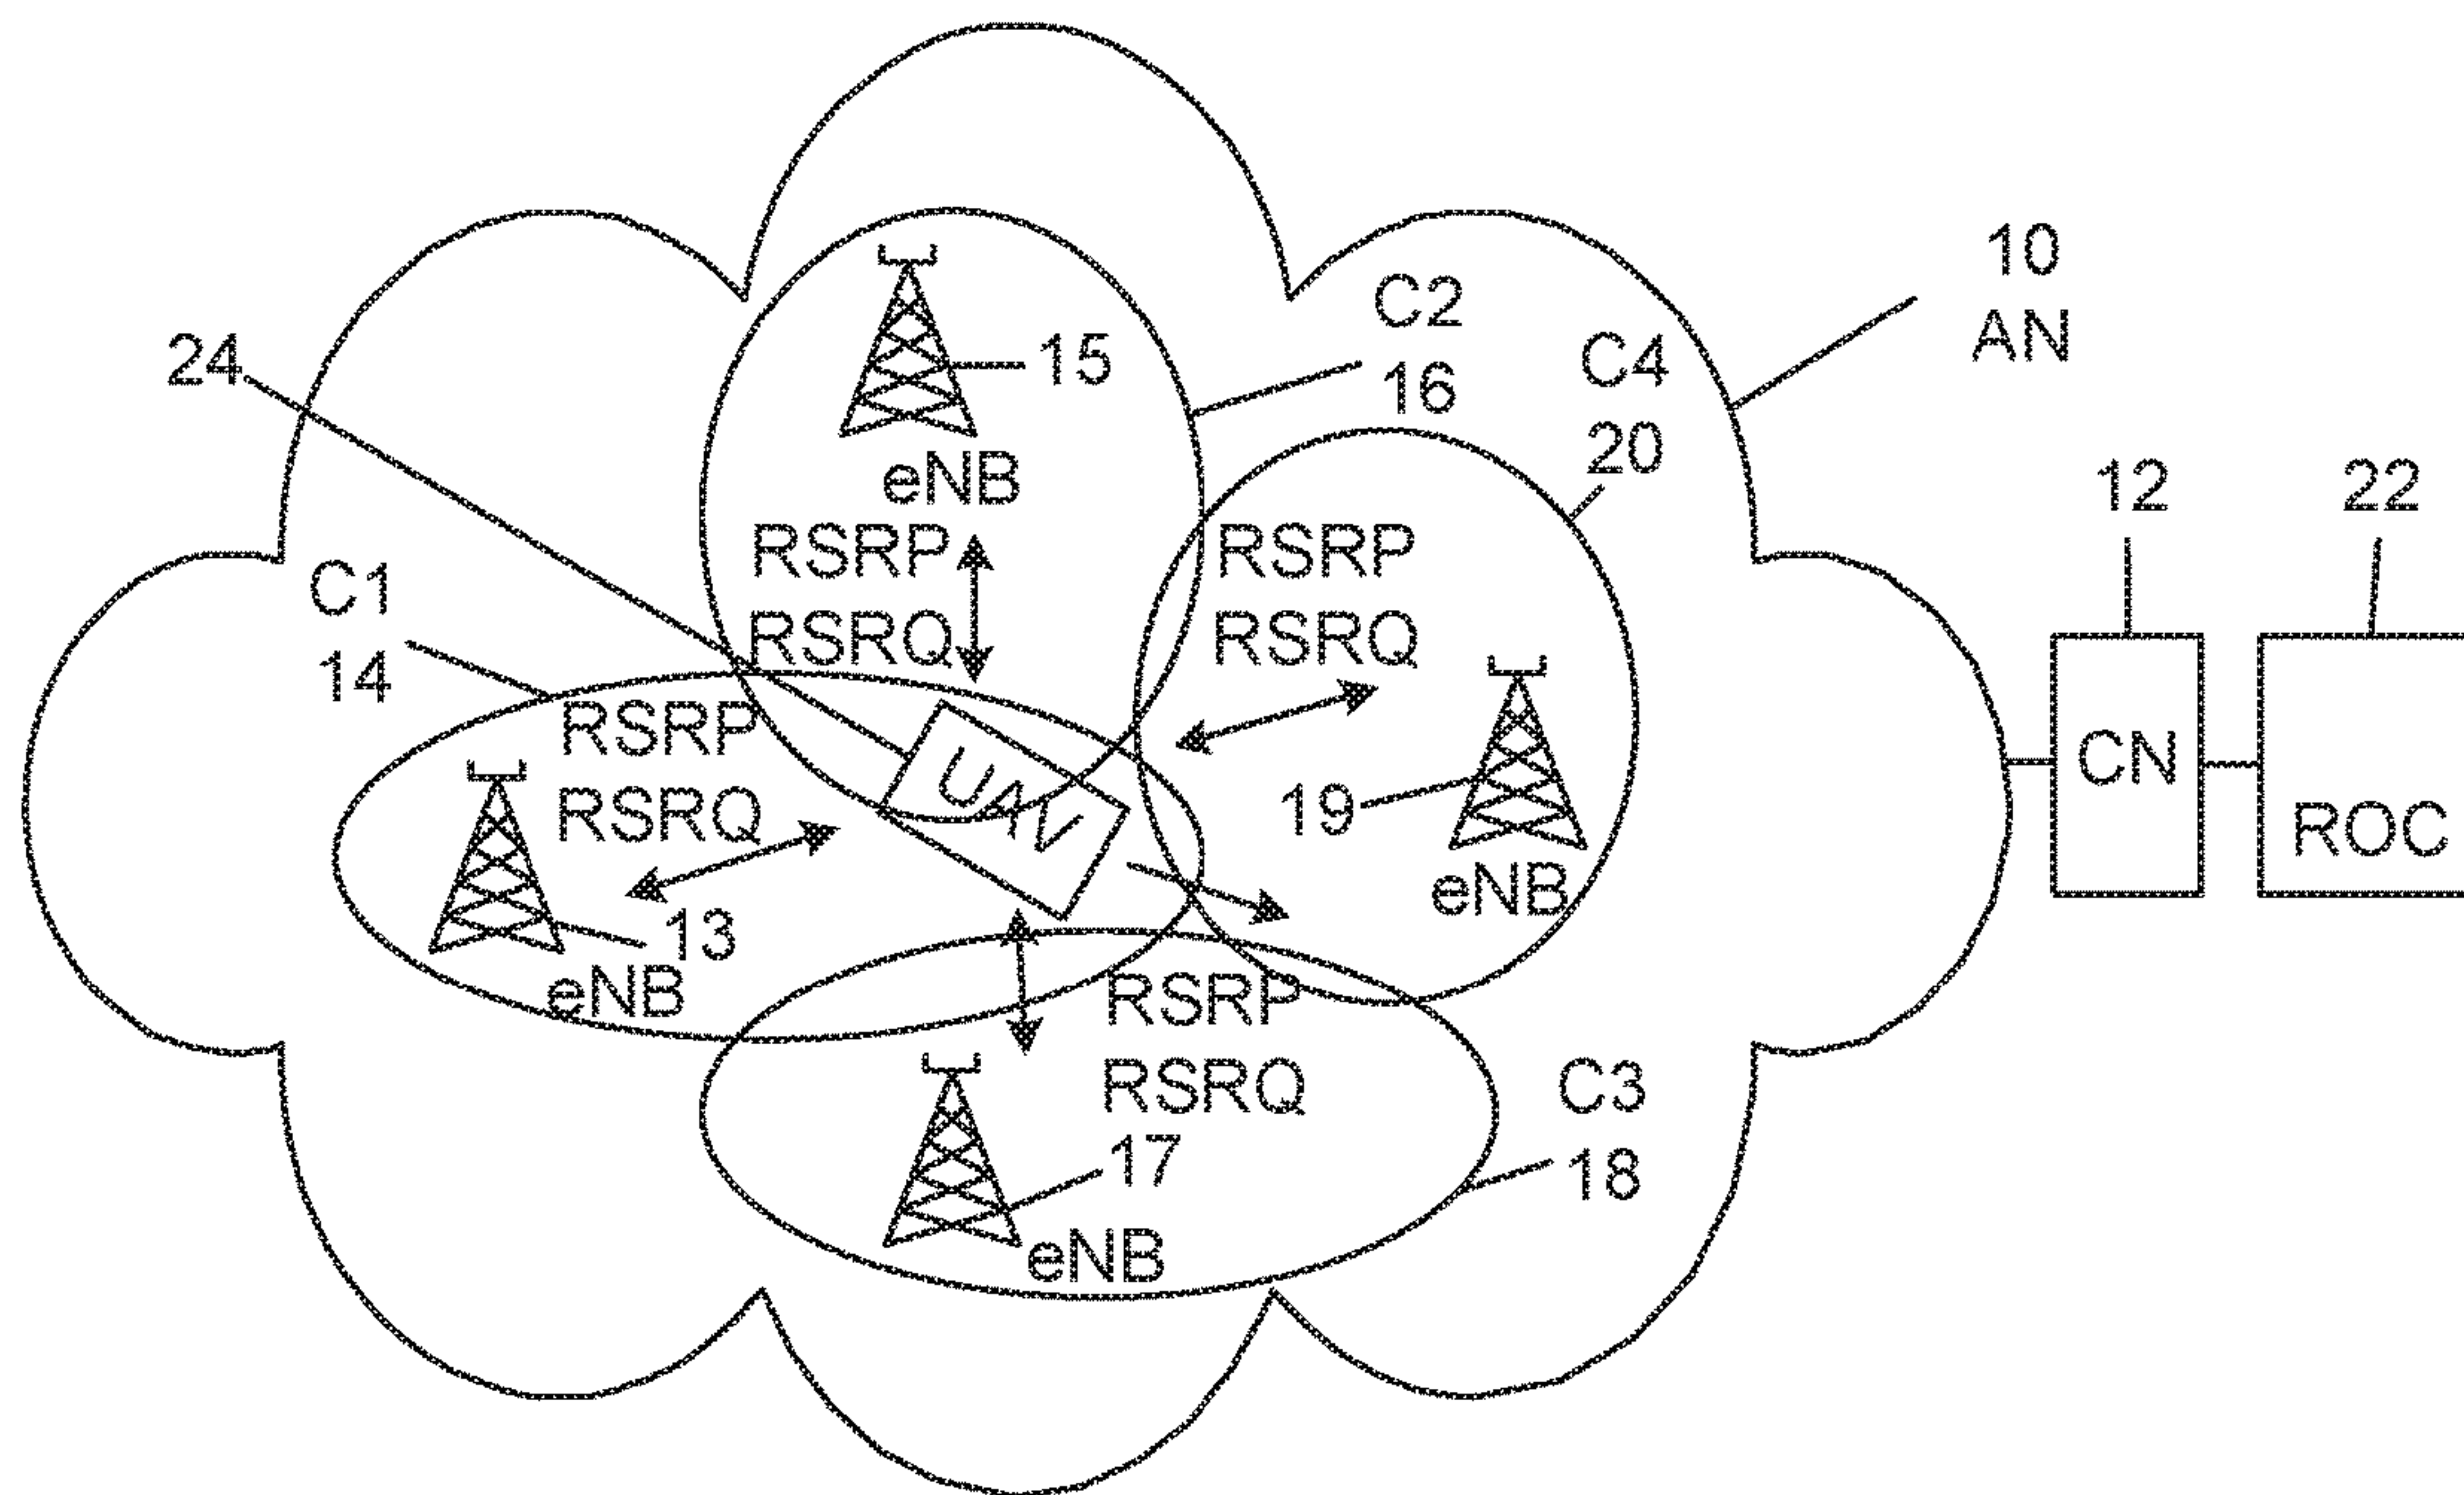 10
AN
C2
16
C4
20
15
24
eNB
12
22
RSRP
RSRQ
RSRP
RSRQ
C1
14
RSRP
RSRQ
UAV
CN
ROC
19
eNB
13
eNB
RSRP
RSRQ
C3
18
17
eNB